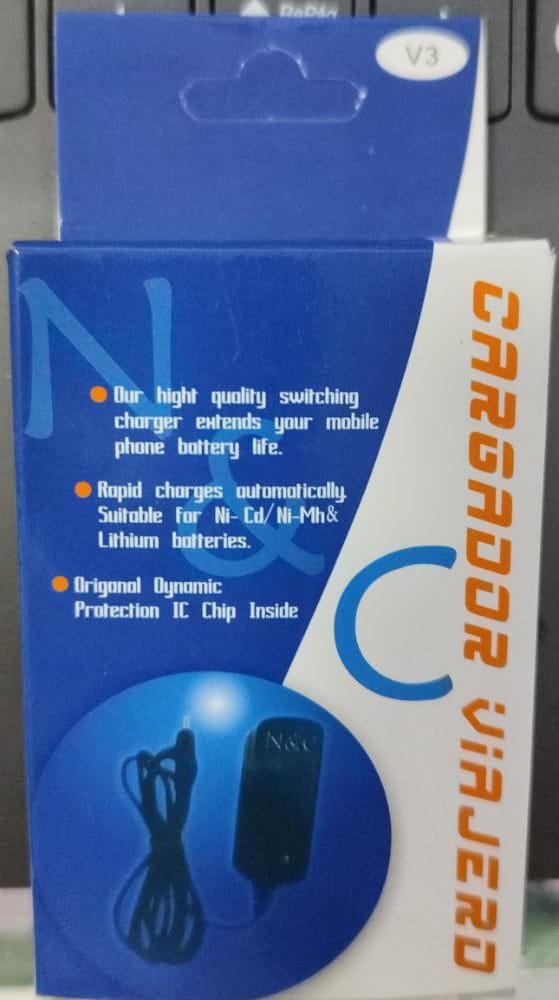 RePág
V3
N & C
Our hight quality switching
charger extends your mobile
phone battery life.
Rapid charges automatically.
Suitable for Ni-Cd/Ni-Mh&
Lithium batteries.
Origanal Dynamic
Protection IC Chip Inside
CARGADOR VIAJERO
N&C